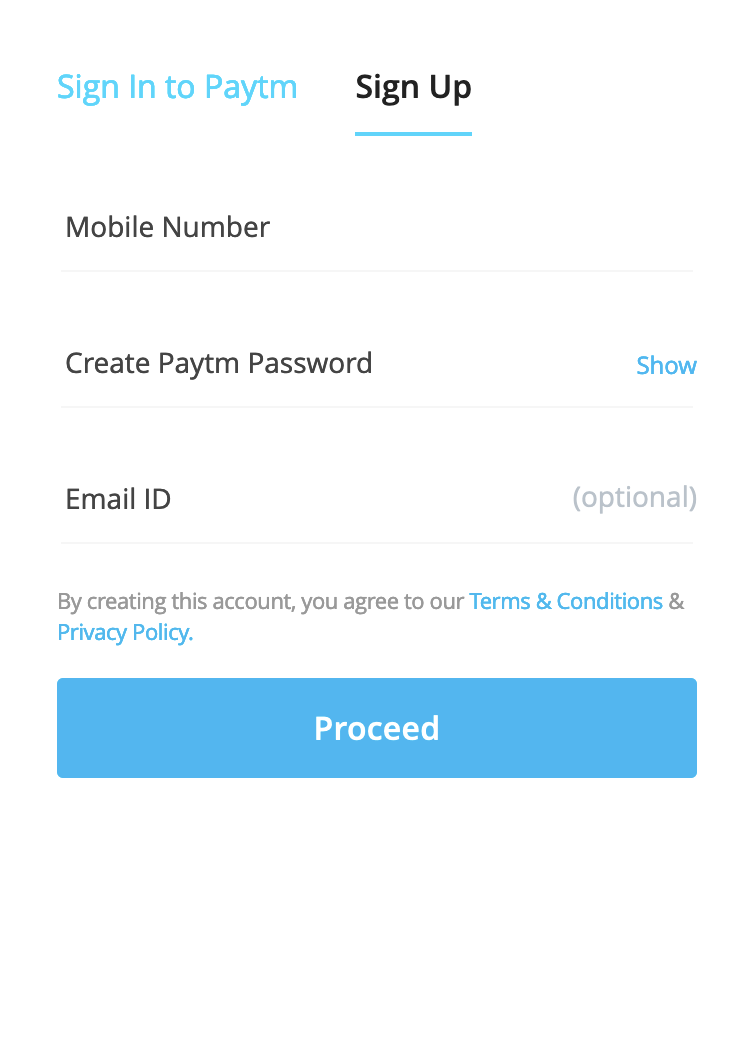 Sign In to Paytm Sign Up
Mobile Number
Create Paytm Password Show
Email ID (optional)
By creating this account, you agree to our Terms & Conditions &
Privacy Policy.
Proceed